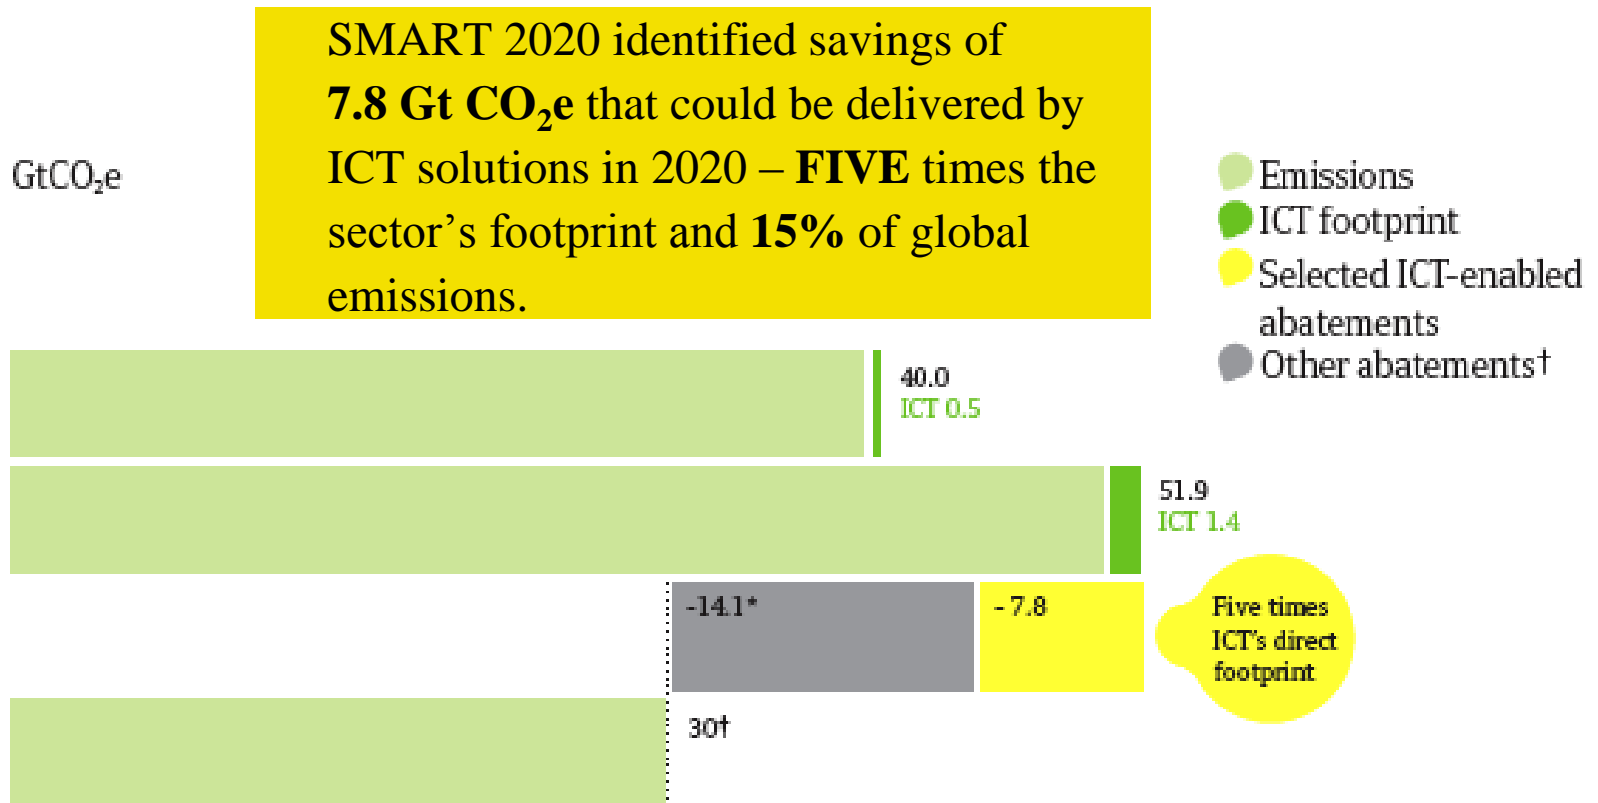 SMART 2020 identified savings of
7.8 Gt CO₂e that could be delivered by
ICT solutions in 2020 – FIVE times the
sector’s footprint and 15% of global
emissions.
GtCO₂e
Emissions
ICT footprint
Selected ICT-enabled
abatements
Other abatements†
40.0
ICT 0.5
51.9
ICT 1.4
-14.1*
- 7.8
Five times
ICT’s direct
footprint
30†